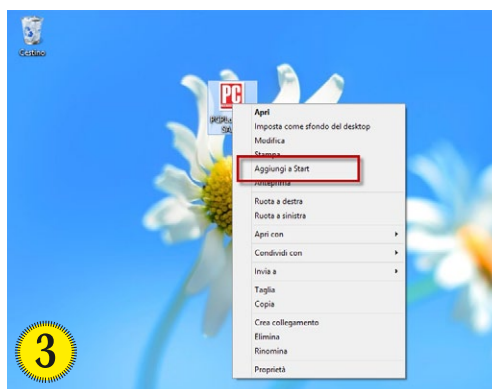 Cestino
PC
Apri
Imposta come sfondo del desktop
Modifica
Stampa
Aggiungi a Start
Anteprima
Ruota a destra
Ruota a sinistra
Apri con
Condividi con
Invia a
Taglia
Copia
Crea collegamento
Elimina
Rinomina
Proprietà
3